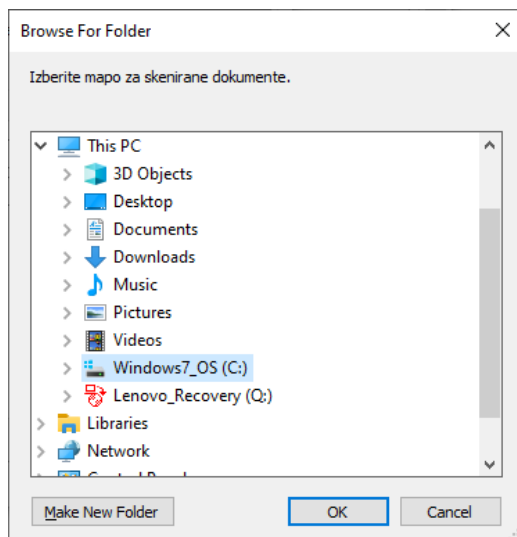 Browse For Folder
Izberite mapo za skenirane dokumente.
This PC
3D Objects
Desktop
Documents
Downloads
Music
Pictures
Videos
Windows7_OS (C:)
Lenovo_Recovery (Q:)
Libraries
Network
Make New Folder
OK
Cancel